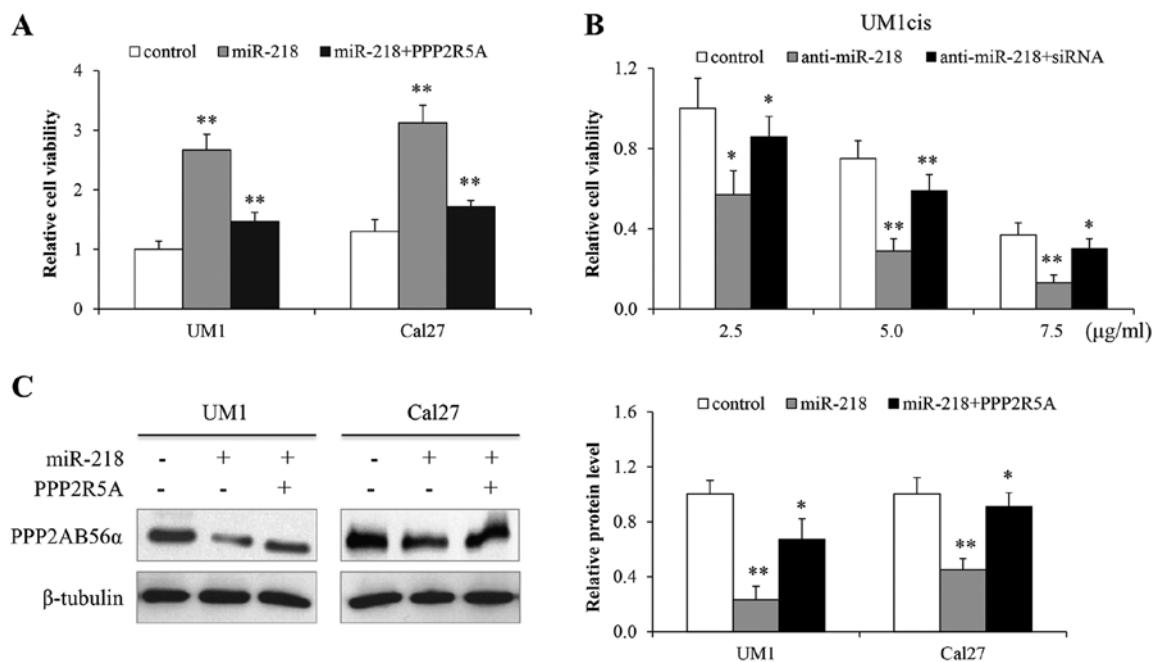 A
control miR-218 miR-218+PPP2R5A
Relative cell viability
4
3
2
1
0
** ** ** **
UM1 Cal27
B
UM1cis
control anti-miR-218 anti-miR-218+siRNA
Relative cell viability
1.2
0.8
0.4
0.0
* * ** ** ** *
2.5 5.0 7.5 (μg/ml)
C
UM1 Cal27
miR-218 - + + - + +
PPP2R5A - - + - - +
PPP2AB56α
β-tubulin
control miR-218 miR-218+PPP2R5A
Relative protein level
1.6
1.2
0.8
0.4
0.0
** * ** *
UM1 Cal27